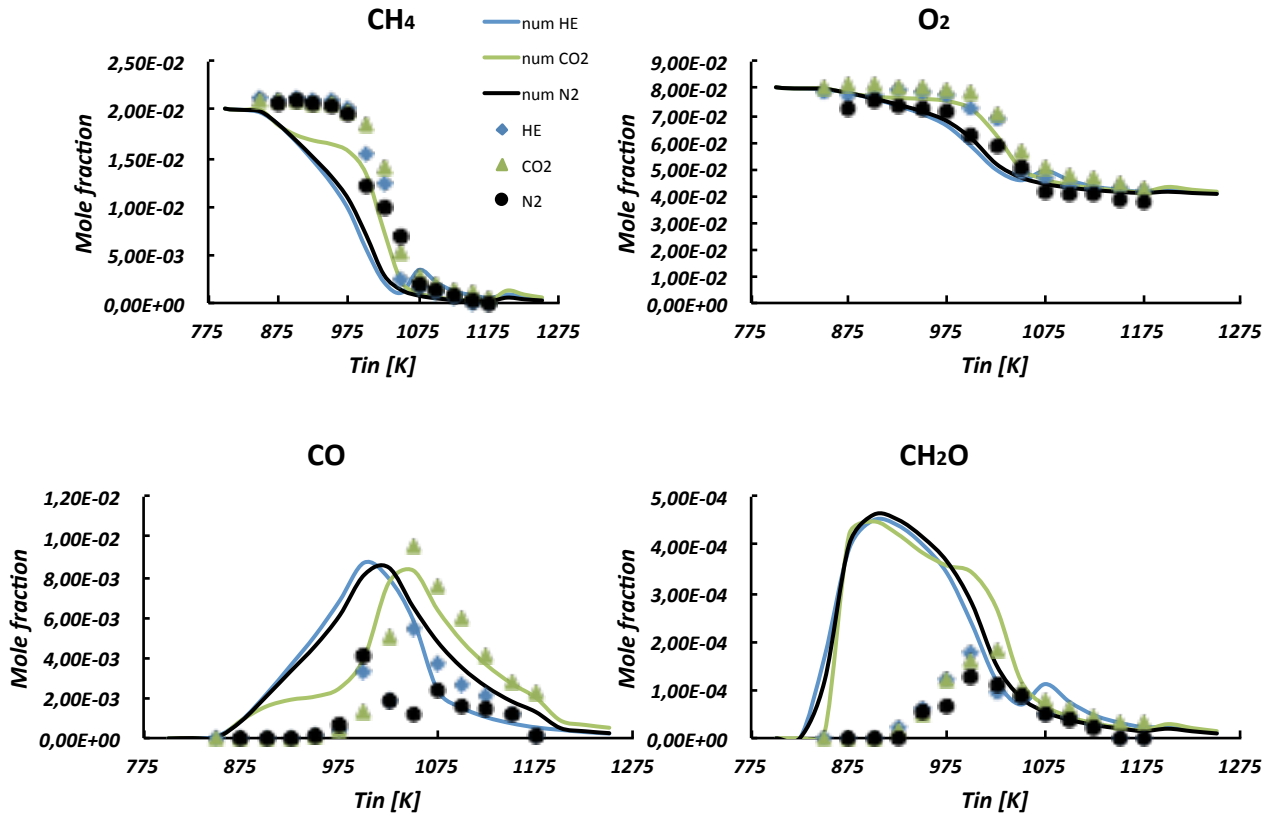 CH4
num HE
num CO2
num N2
HE
CO2
N2
Mole fraction
2,50E-02
2,00E-02
1,50E-02
1,00E-02
5,00E-03
0,00E+00
775 875 975 1075 1175 1275
Tin [K]
O2
Mole fraction
9,00E-02
8,00E-02
7,00E-02
6,00E-02
5,00E-02
4,00E-02
3,00E-02
2,00E-02
1,00E-02
0,00E+00
775 875 975 1075 1175 1275
Tin [K]
CO
Mole fraction
1,20E-02
1,00E-02
8,00E-03
6,00E-03
4,00E-03
2,00E-03
0,00E+00
775 875 975 1075 1175 1275
Tin [K]
CH2O
Mole fraction
5,00E-04
4,00E-04
3,00E-04
2,00E-04
1,00E-04
0,00E+00
775 875 975 1075 1175 1275
Tin [K]